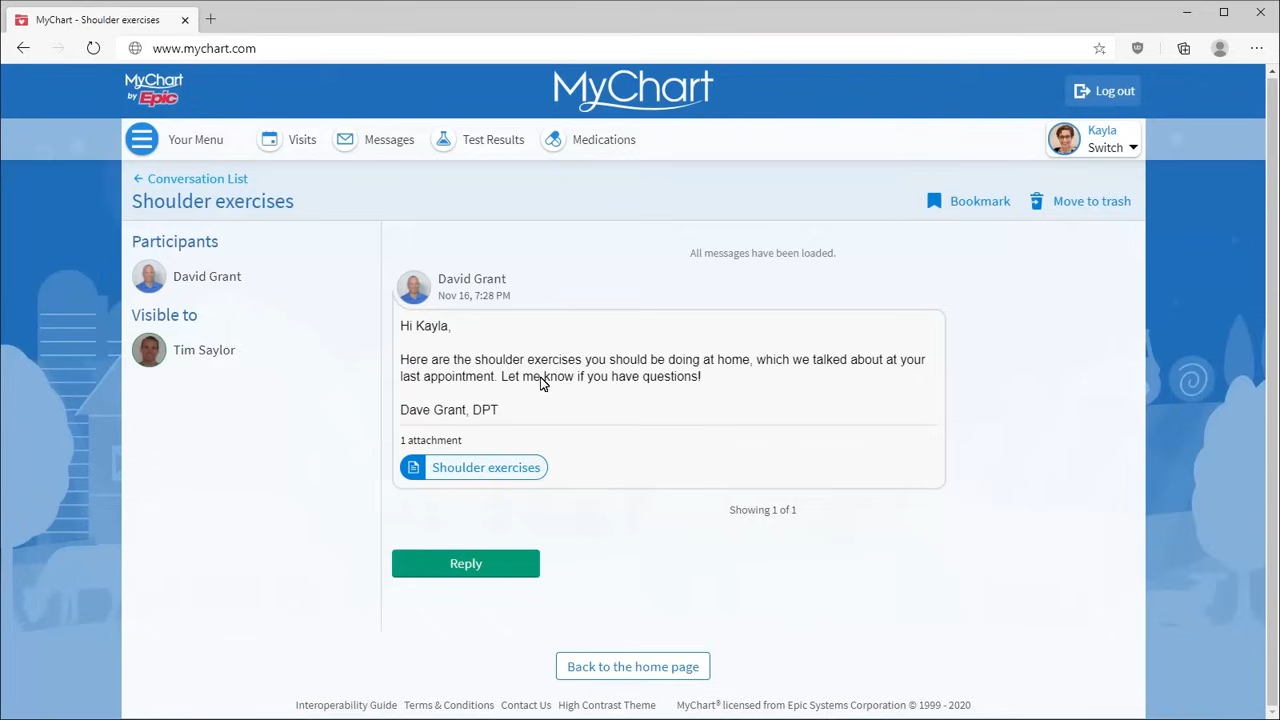 MyChart - Shoulder exercises
www.mychart.com
MyChart
by Epic
MyChart
Log out
Your Menu
Visits
Messages
Test Results
Medications
Kayla
Switch
Conversation List
Shoulder exercises
Bookmark
Move to trash
Participants
David Grant
Visible to
Tim Saylor
All messages have been loaded.
David Grant
Nov 16, 7:28 PM
Hi Kayla,
Here are the shoulder exercises you should be doing at home, which we talked about at your
last appointment. Let me know if you have questions!
Dave Grant, DPT
1 attachment
Shoulder exercises
Showing 1 of 1
Reply
Back to the home page
Interoperability Guide Terms & Conditions Contact Us High Contrast Theme MyChart® licensed from Epic Systems Corporation © 1999 - 2020